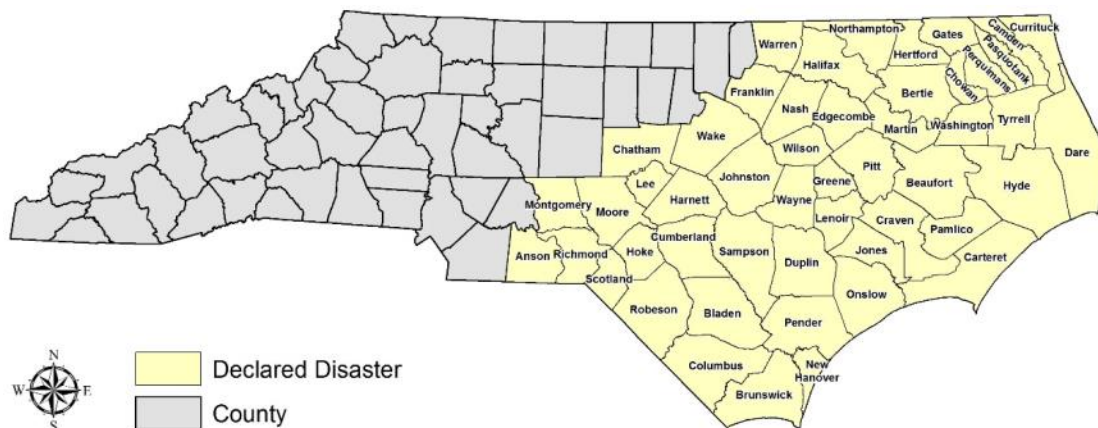 Northampton
Gates
Camden
Currituck
Warren
Hertford
Pasquotank
Perquimans
Halifax
Chowan
Franklin
Bertie
Nash
Edgecombe
Martin
Washington
Tyrrell
Wake
Wilson
Dare
Chatham
Pitt
Johnston
Greene
Beaufort
Hyde
Lee
Harnett
Wayne
Montgomery
Moore
Lenoir
Craven
Pamlico
Cumberland
Sampson
Anson
Richmond
Hoke
Duplin
Jones
Carteret
Scotland
Onslow
Robeson
Bladen
Pender
Columbus
New
Hanover
Brunswick
N
W
E
S
Declared Disaster
County